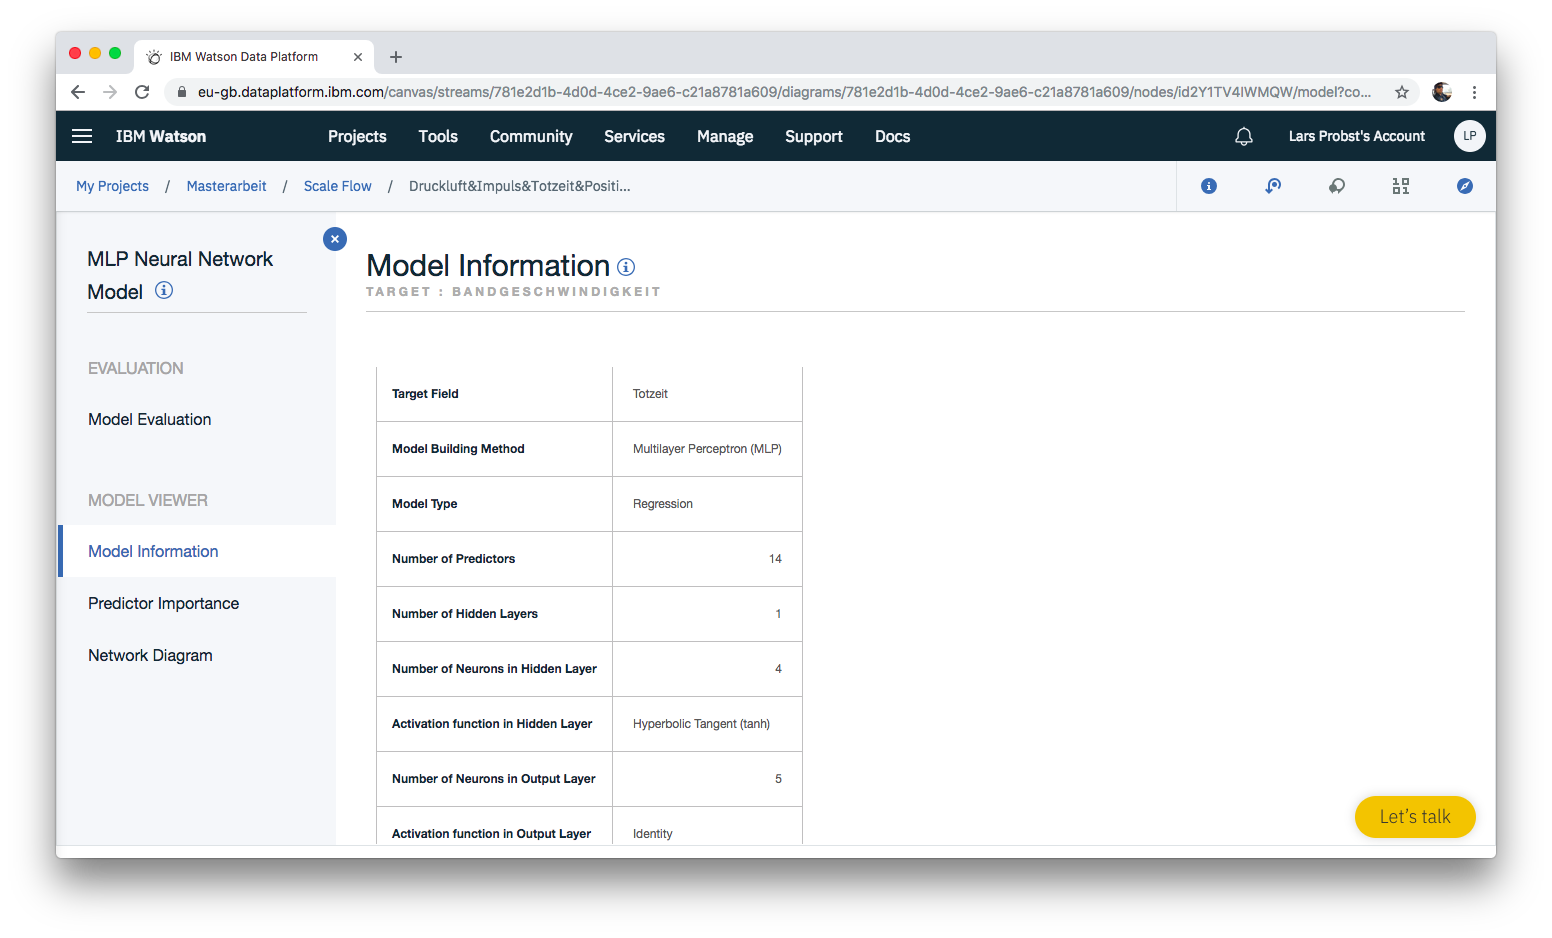 IBM Watson Data Platform
eu-gb.dataplatform.ibm.com/canvas/streams/781e2d1b-4d0d-4ce2-9ae6-c21a8781a609/diagrams/781e2d1b-4d0d-4ce2-9ae6-c21a8781a609/nodes/id2Y1TV4IWMQW/model?co...
IBM Watson Projects Tools Community Services Manage Support Docs Lars Probst's Account LP
My Projects / Masterarbeit / Scale Flow / Druckluft&Impuls&Totzeit&Positi...
MLP Neural Network
Model
EVALUATION
Model Evaluation
MODEL VIEWER
Model Information
Predictor Importance
Network Diagram
Model Information
TARGET : BANDGESCHWINDIGKEIT
Target Field Totzeit
Model Building Method Multilayer Perceptron (MLP)
Model Type Regression
Number of Predictors 14
Number of Hidden Layers 1
Number of Neurons in Hidden Layer 4
Activation function in Hidden Layer Hyperbolic Tangent (tanh)
Number of Neurons in Output Layer 5
Activation function in Output Layer Identity
Let's talk